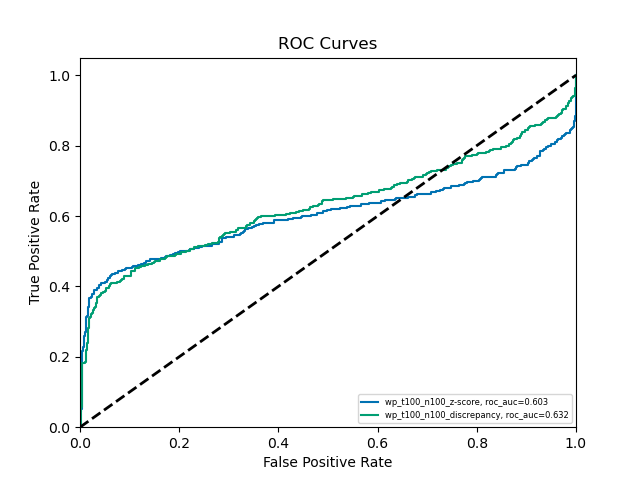 ROC Curves
1.0
0.8
0.6
0.4
0.2
0.0
True Positive Rate
0.0 0.2 0.4 0.6 0.8 1.0
False Positive Rate
wp_t100_n100_z-score, roc_auc=0.603
wp_t100_n100_discrepancy, roc_auc=0.632